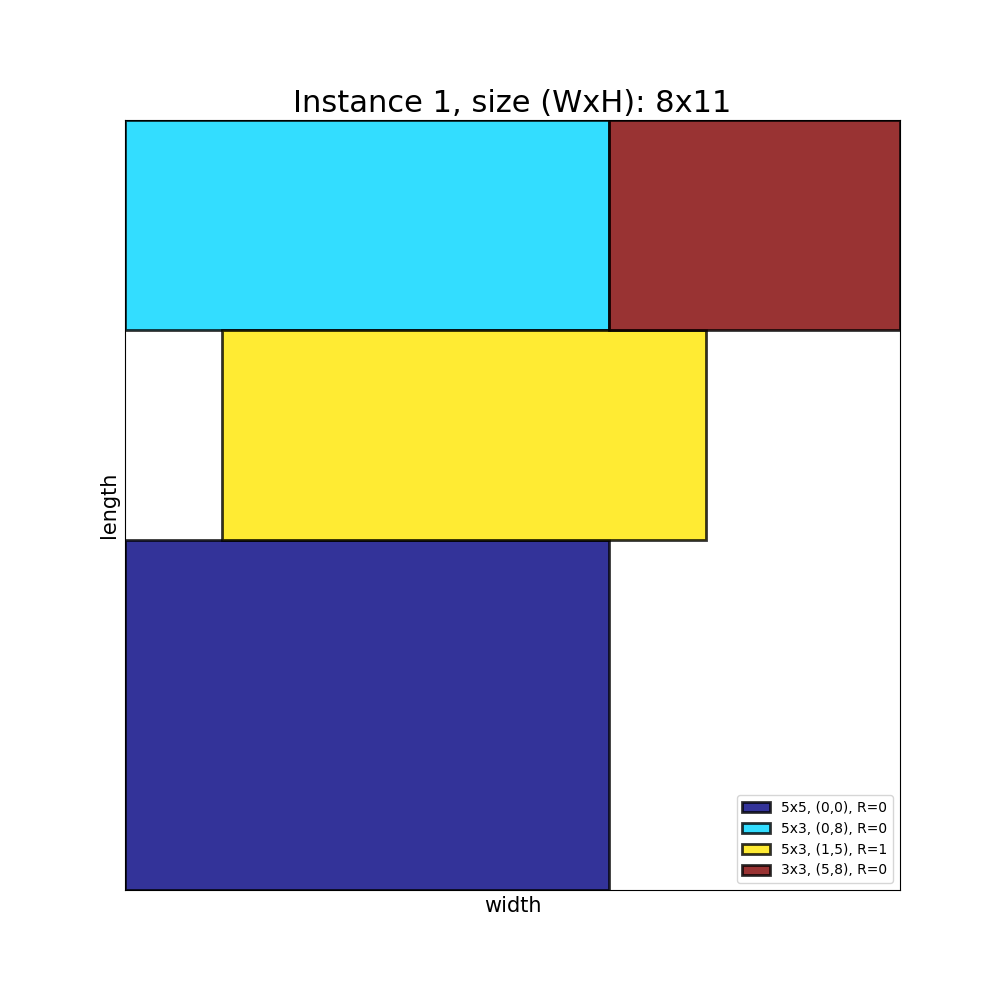 Instance 1, size (WxH): 8x11
length
5x5, (0,0), R=0
5x3, (0,8), R=0
5x3, (1,5), R=1
3x3, (5,8), R=0
width